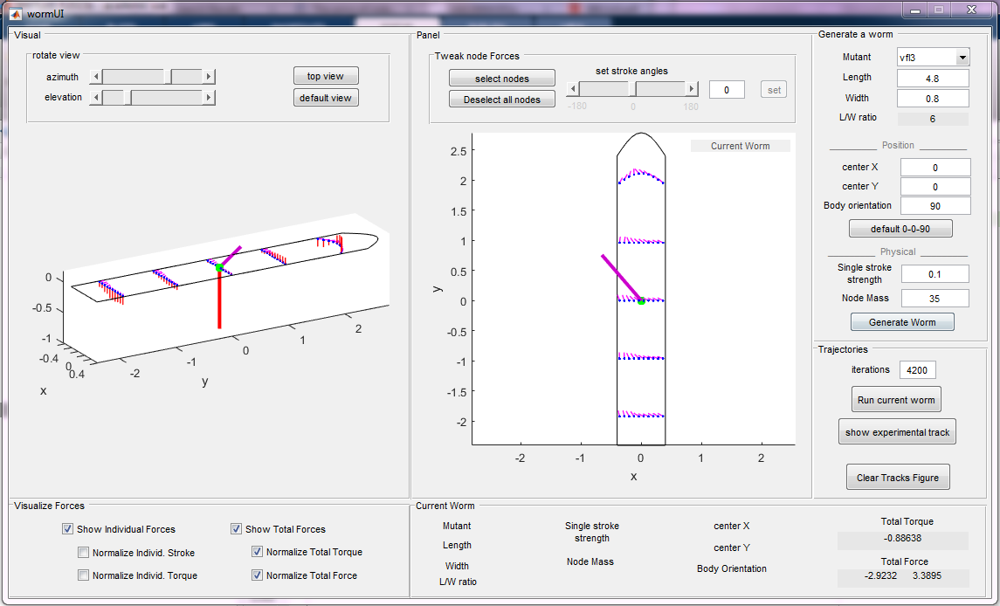 wormUI
Visual
rotate view
azimuth
elevation
top view
default view
0
-0.5
-1
-0.4
0
0.4
x
-2
-1
0
1
2
y
Panel
Tweak node Forces
select nodes
Deselect all nodes
set stroke angles
-180
0
180
0
set
Current Worm
2.5
2
1.5
1
0.5
0
-0.5
-1
-1.5
-2
y
-2
-1
0
1
2
x
Generate a worm
Mutant
vfl3
Length
4.8
Width
0.8
L/W ratio
6
Position
center X
0
center Y
0
Body orientation
90
default 0-0-90
Physical
Single stroke
strength
0.1
Node Mass
35
Generate Worm
Trajectories
iterations
4200
Run current worm
show experimental track
Clear Tracks Figure
Visualize Forces
Show Individual Forces
Normalize Individ. Stroke
Normalize Individ. Torque
Show Total Forces
Normalize Total Torque
Normalize Total Force
Current Worm
Mutant
Length
Width
L/W ratio
Single stroke
strength
Node Mass
center X
center Y
Body Orientation
Total Torque
-0.88638
Total Force
-2.9232 3.3895